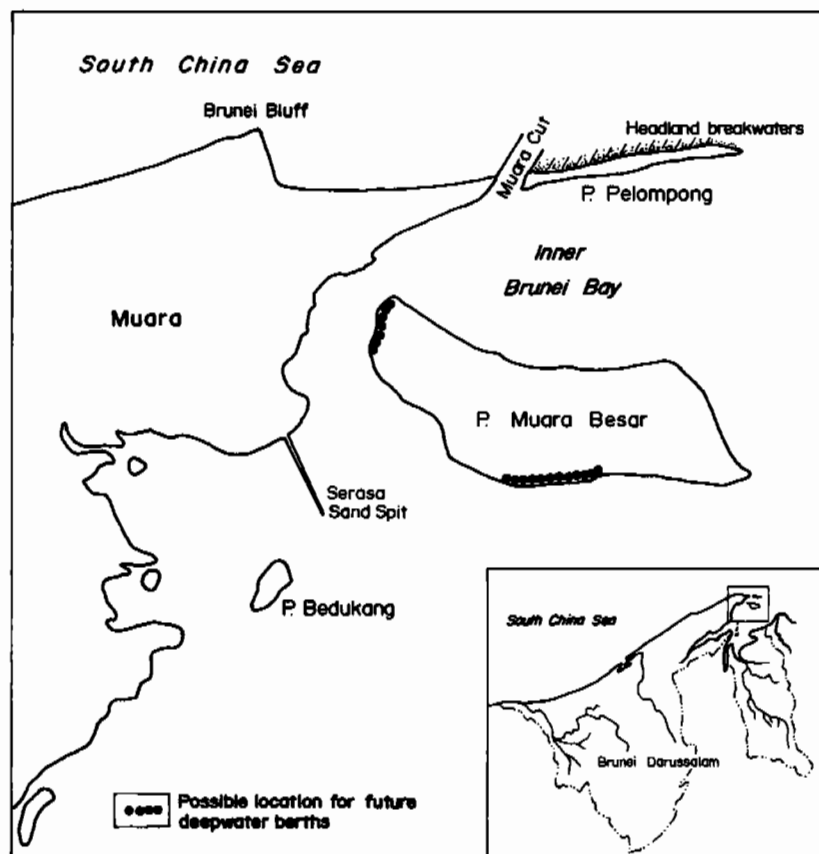 South China Sea
Brunei Bluff
Muara Cut
Headland breakwaters
P. Pelompong
Inner
Brunei Bay
Muara
P. Muara Besar
Serasa
Sand Spit
P. Bedukang
South China Sea
Brunei Darussalam
Possible location for future
deepwater berths